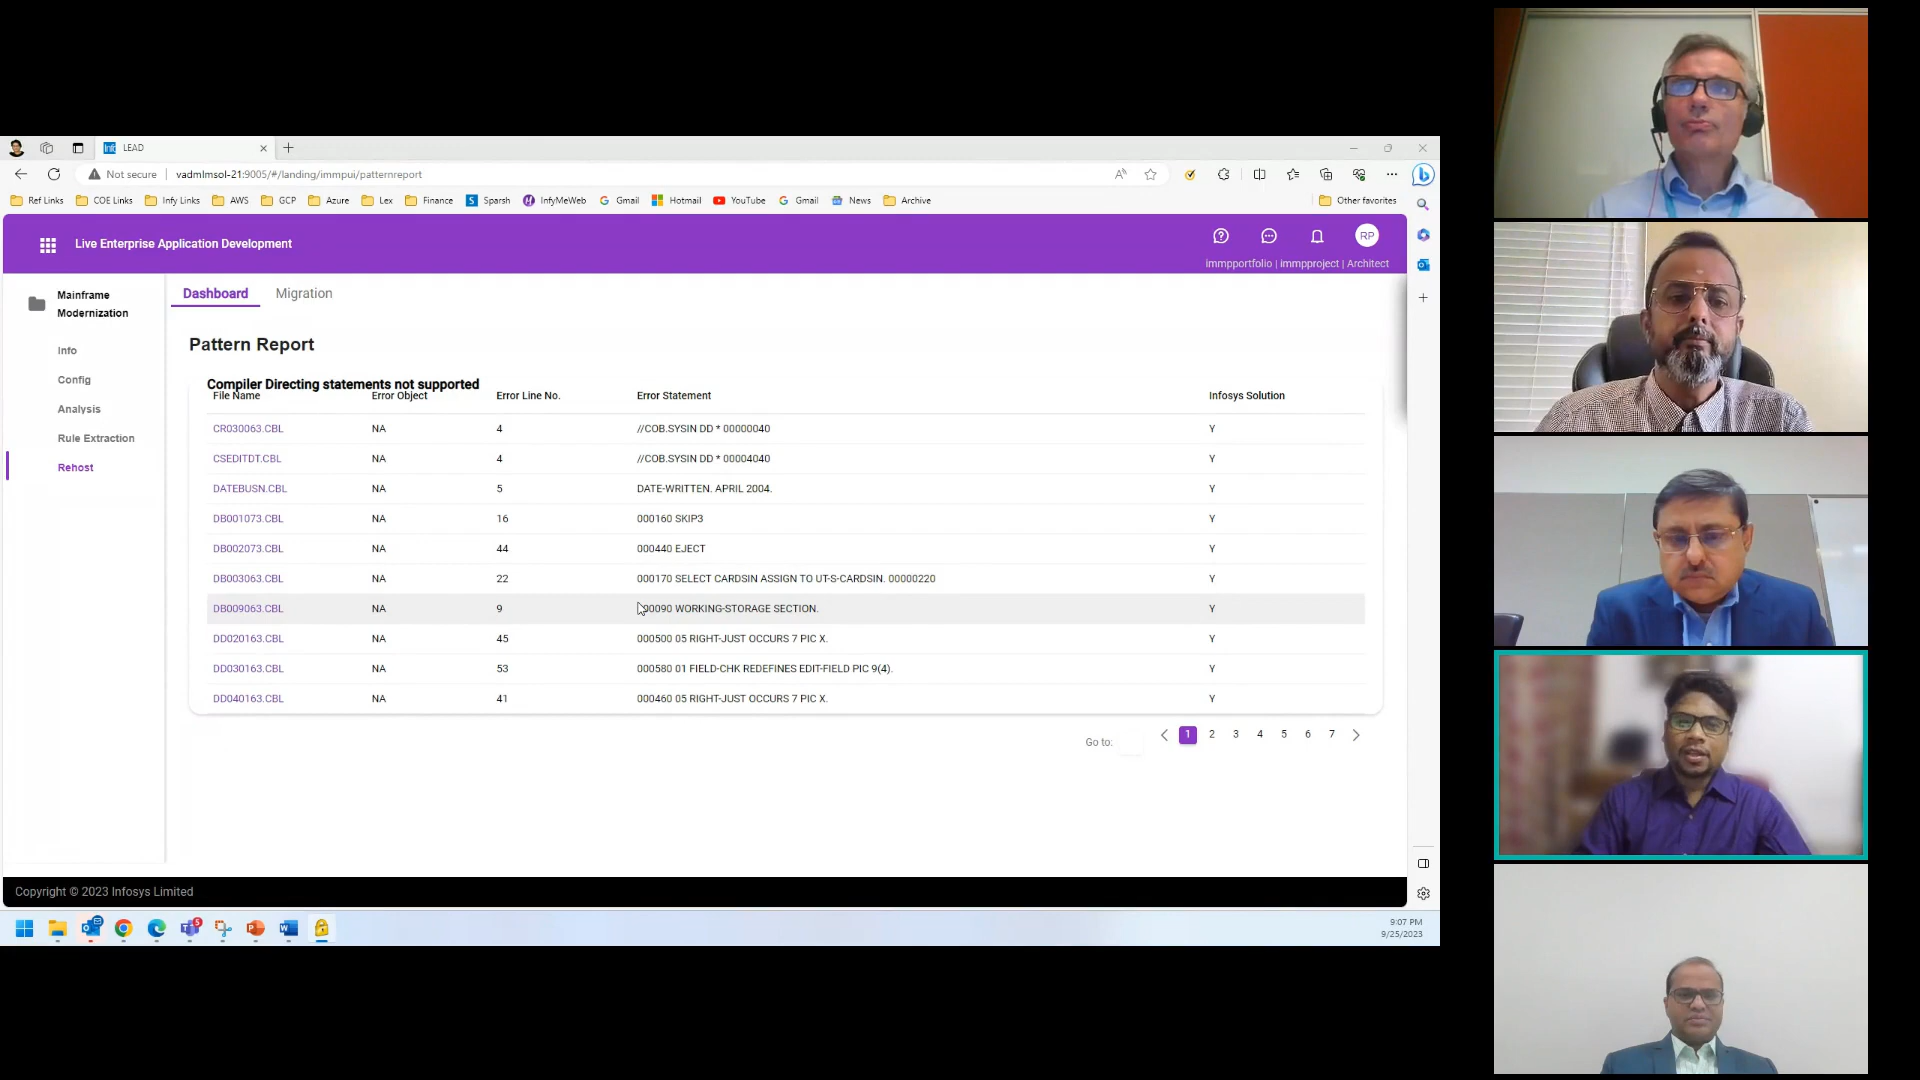 LEAD
Not secure vadmlmsol-21:9005/#/landing/immpui/patternreport
Ref Links COE Links Infy Links AWS GCP Azure Lex Finance Sparsh InfyMeWeb Gmail Hotmail YouTube Gmail News Archive Other favorites
Live Enterprise Application Development
RP
immpportfolio | immpproject | Architect
Mainframe
Modernization
Info
Config
Analysis
Rule Extraction
Rehost
Dashboard Migration
Pattern Report
Compiler Directing statements not supported
File Name Error Object Error Line No. Error Statement Infosys Solution
CR030063.CBL NA 4 //COB.SYSIN DD * 00000040 Y
CSEDITDT.CBL NA 4 //COB.SYSIN DD * 00004040 Y
DATEBUSN.CBL NA 5 DATE-WRITTEN. APRIL 2004. Y
DB001073.CBL NA 16 000160 SKIP3 Y
DB002073.CBL NA 44 000440 EJECT Y
DB003063.CBL NA 22 000170 SELECT CARDSIN ASSIGN TO UT-S-CARDSIN. 00000220 Y
DB009063.CBL NA 9 000090 WORKING-STORAGE SECTION. Y
DD020163.CBL NA 45 000500 05 RIGHT-JUST OCCURS 7 PIC X. Y
DD030163.CBL NA 53 000580 01 FIELD-CHK REDEFINES EDIT-FIELD PIC 9(4). Y
DD040163.CBL NA 41 000460 05 RIGHT-JUST OCCURS 7 PIC X. Y
Go to: 1 2 3 4 5 6 7
Copyright © 2023 Infosys Limited
9:07 PM
9/25/2023